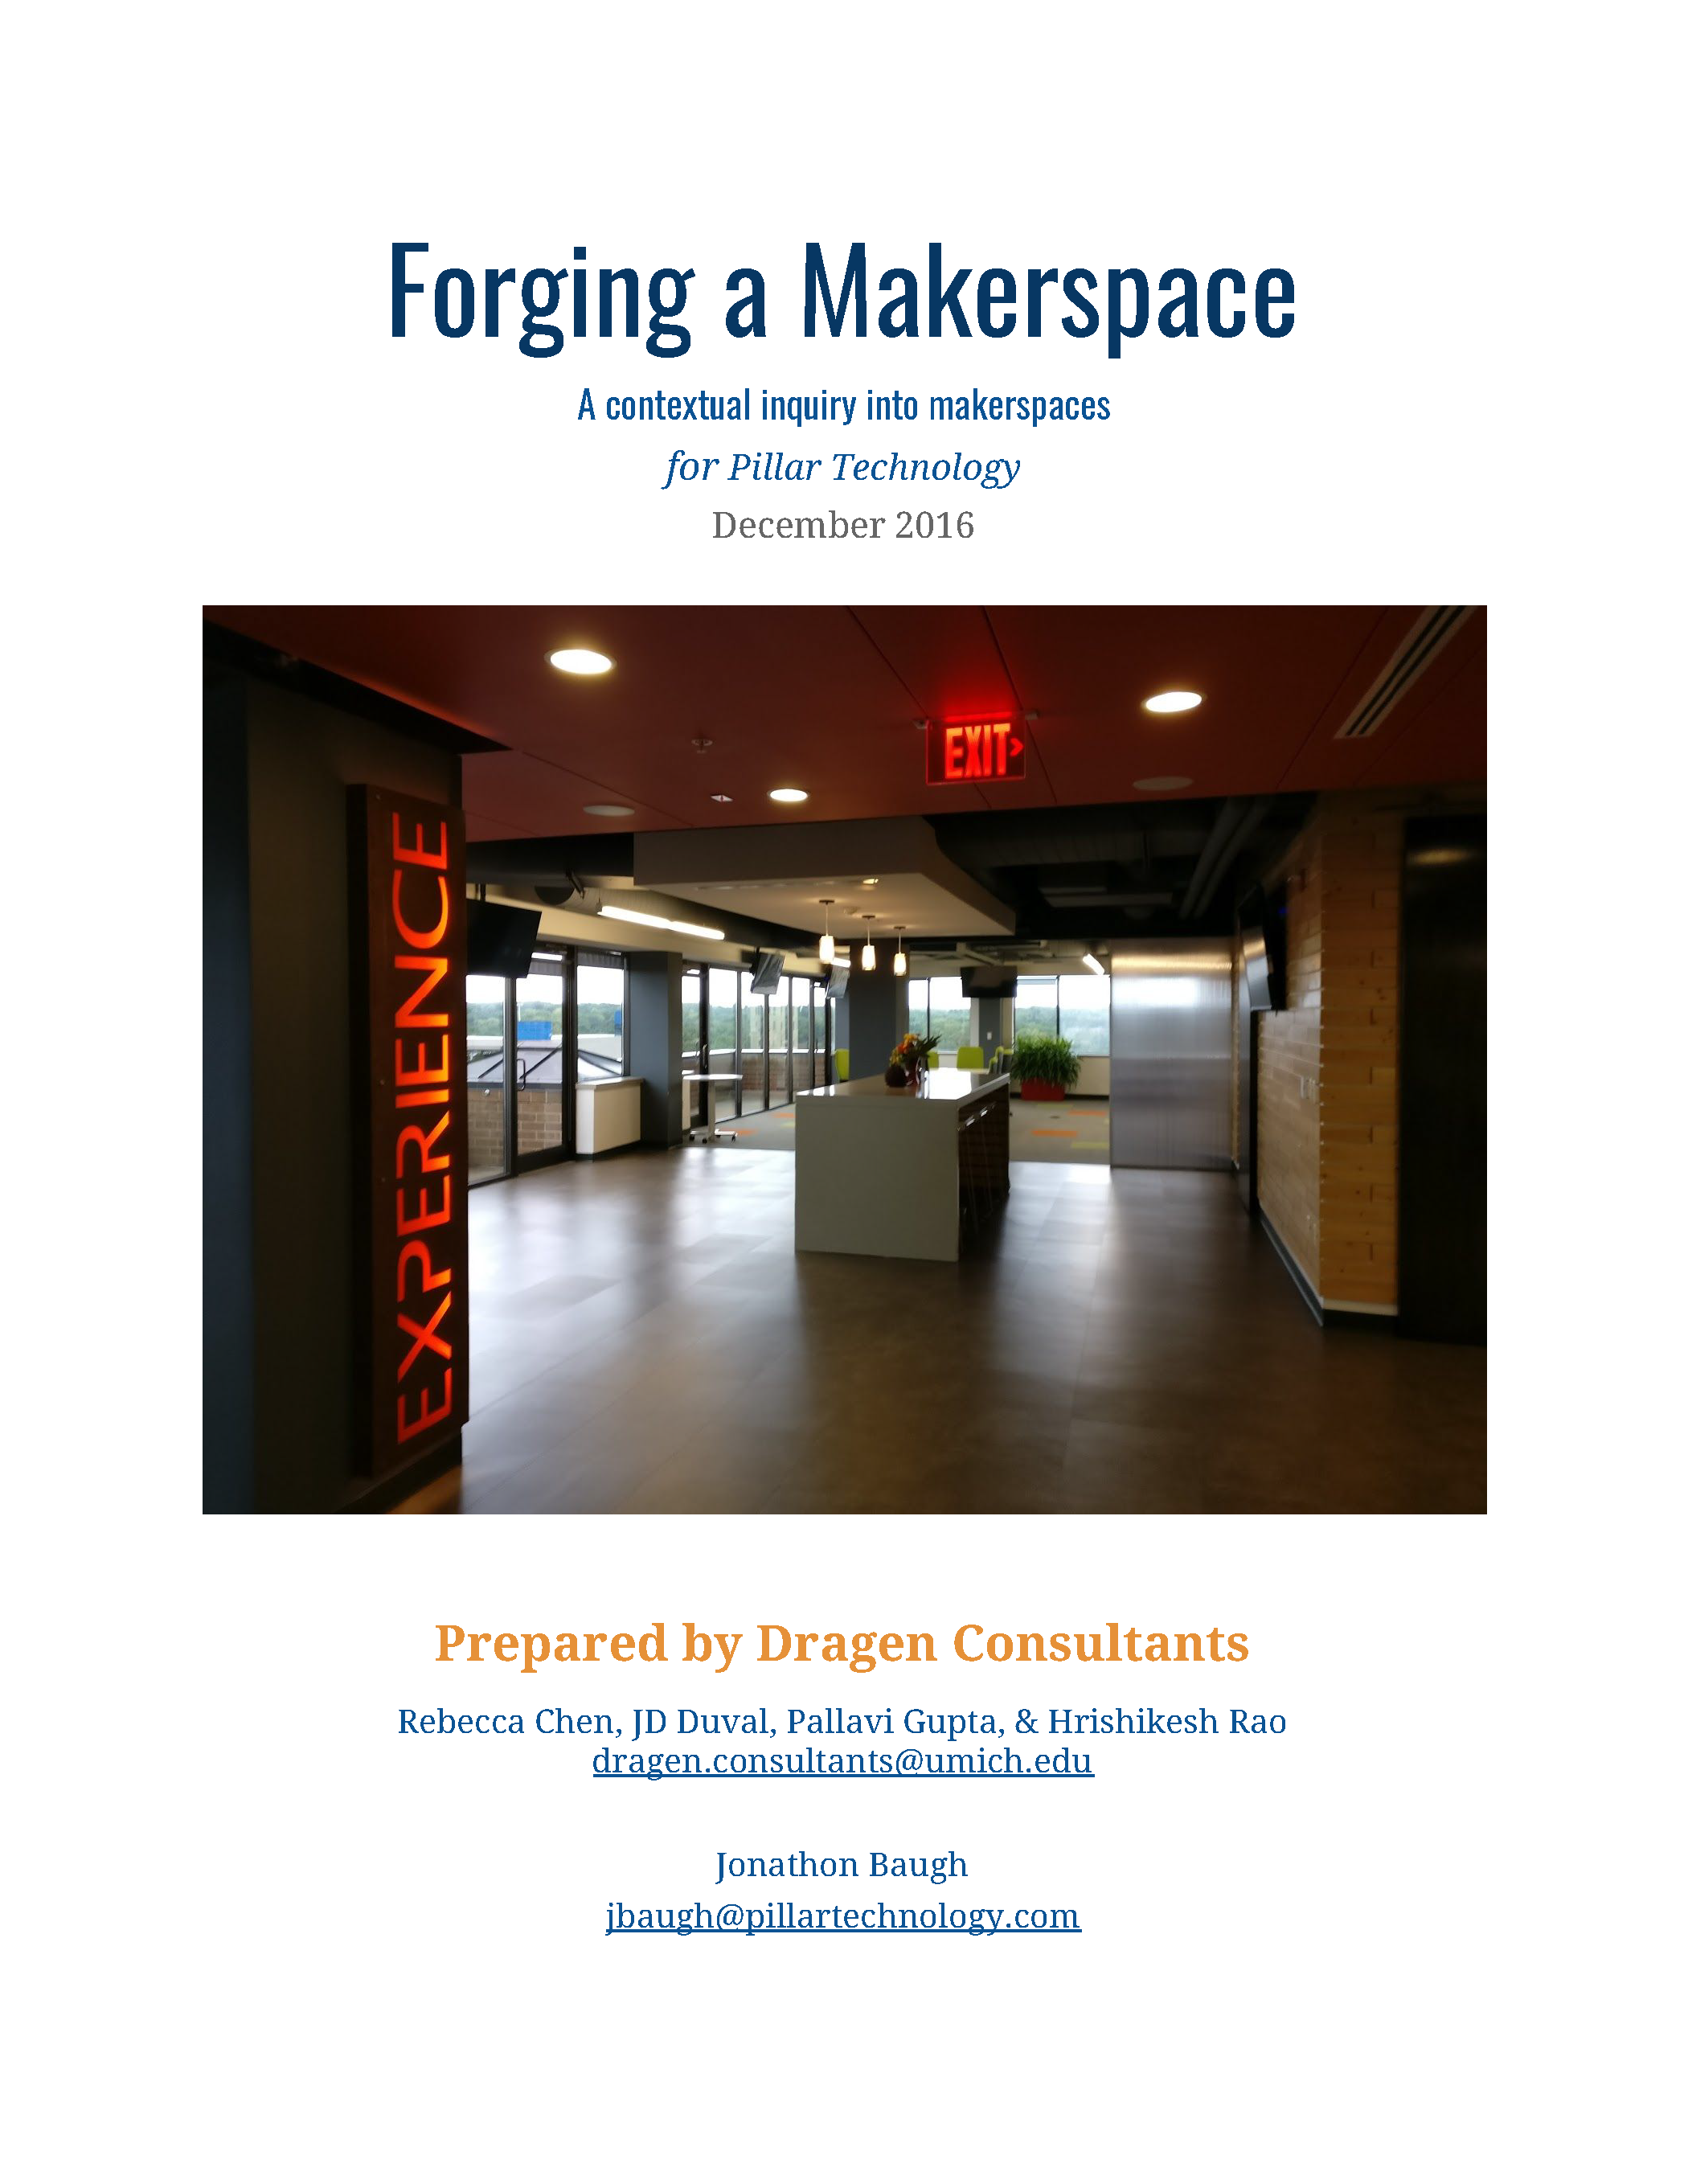 Forging a Makerspace
A contextual inquiry into makerspaces
for Pillar Technology
December 2016
EXIT
EXPERIENCE
Prepared by Dragen Consultants
Rebecca Chen, JD Duval, Pallavi Gupta, & Hrishikesh Rao
dragen.consultants@umich.edu
Jonathon Baugh
jbaugh@pillartechnology.com